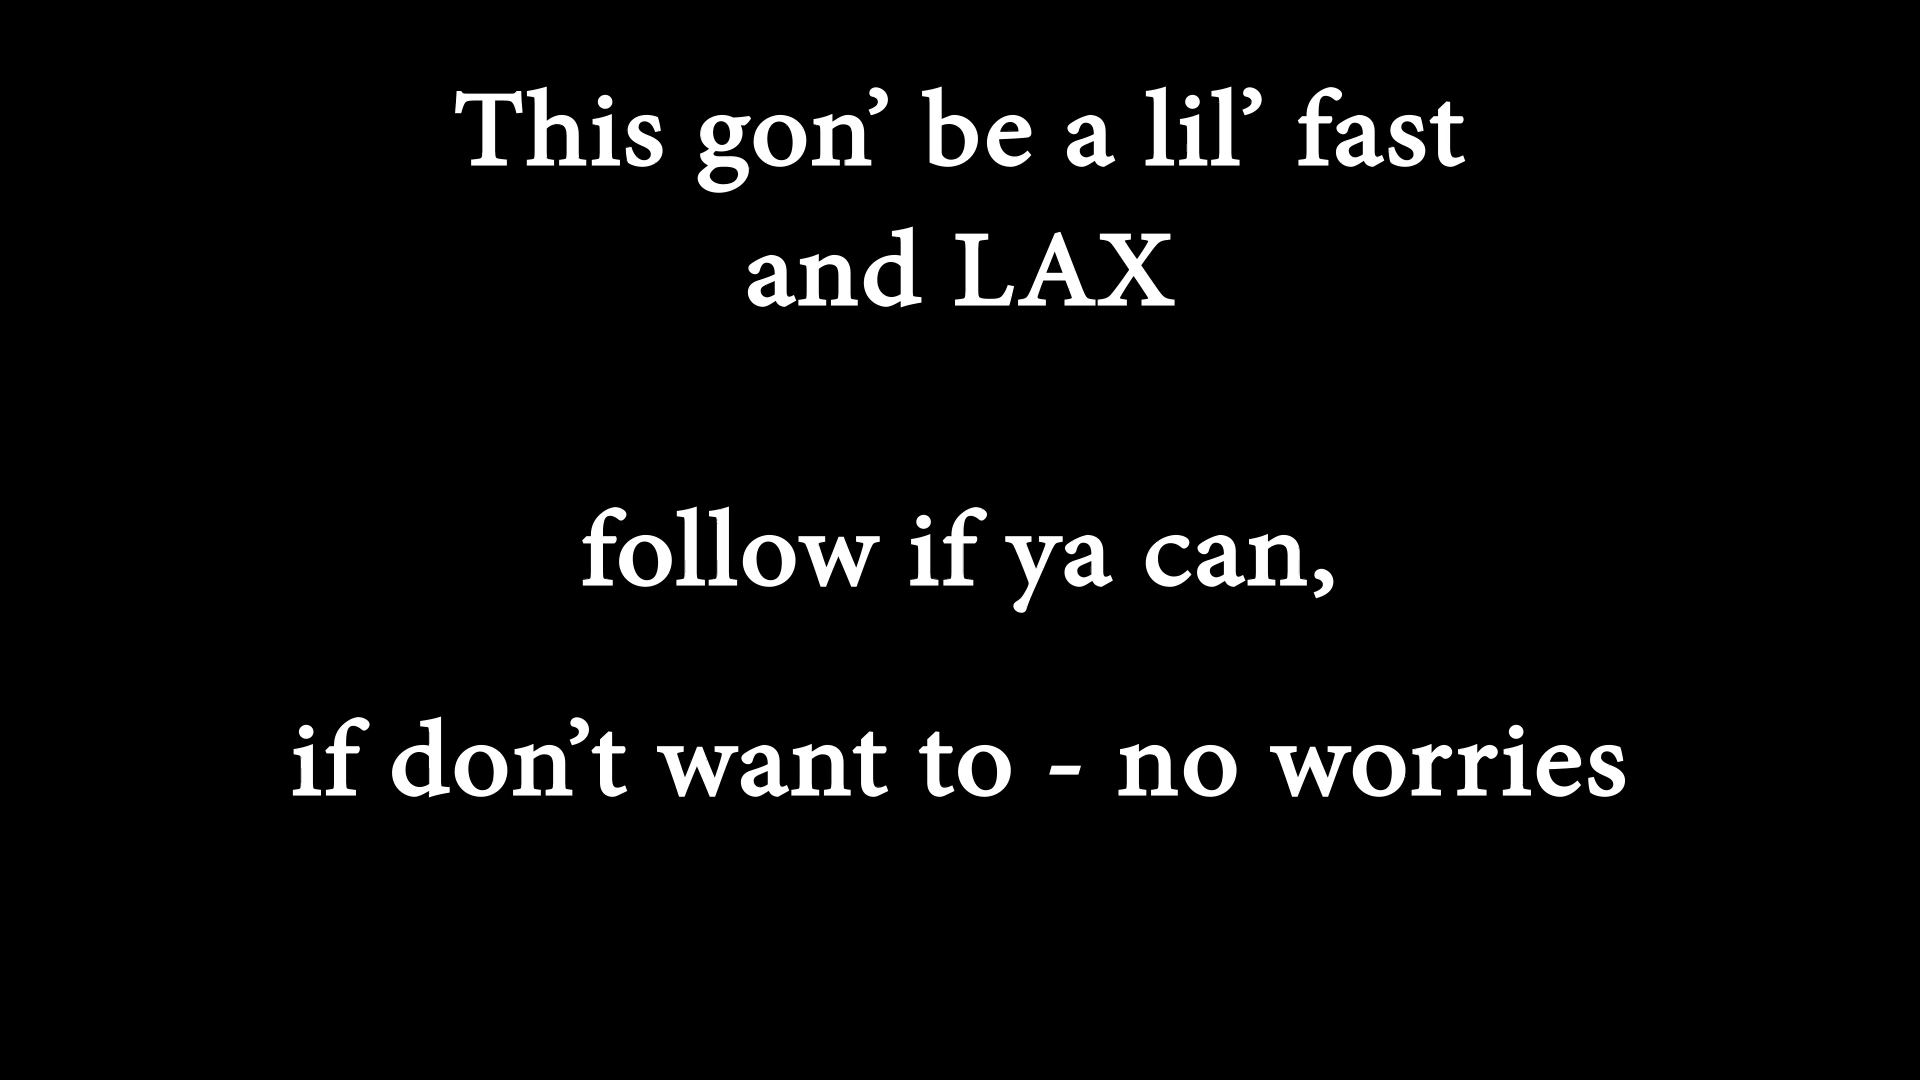 This gon’ be a lil’ fast
and LAX
follow if ya can,
if don’t want to - no worries